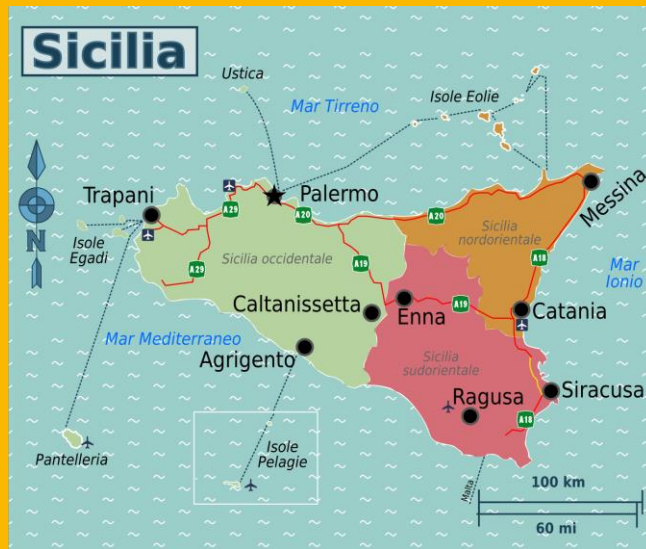 Sicilia
Ustica
Mar Tirreno
Isole Eolie
Messina
Trapani
Palermo
A29
A20
A20
Isole
Egadi
N
Sicilia
nordorientale
A18
Mar
Ionio
Sicilia occidentale
A29
A19
Caltanissetta
Enna
A19
Catania
Mar Mediterraneo
Agrigento
Sicilia
sudorientale
Siracusa
Ragusa
A18
Pantelleria
Isole
Pelagie
Malta
100 km
60 mi